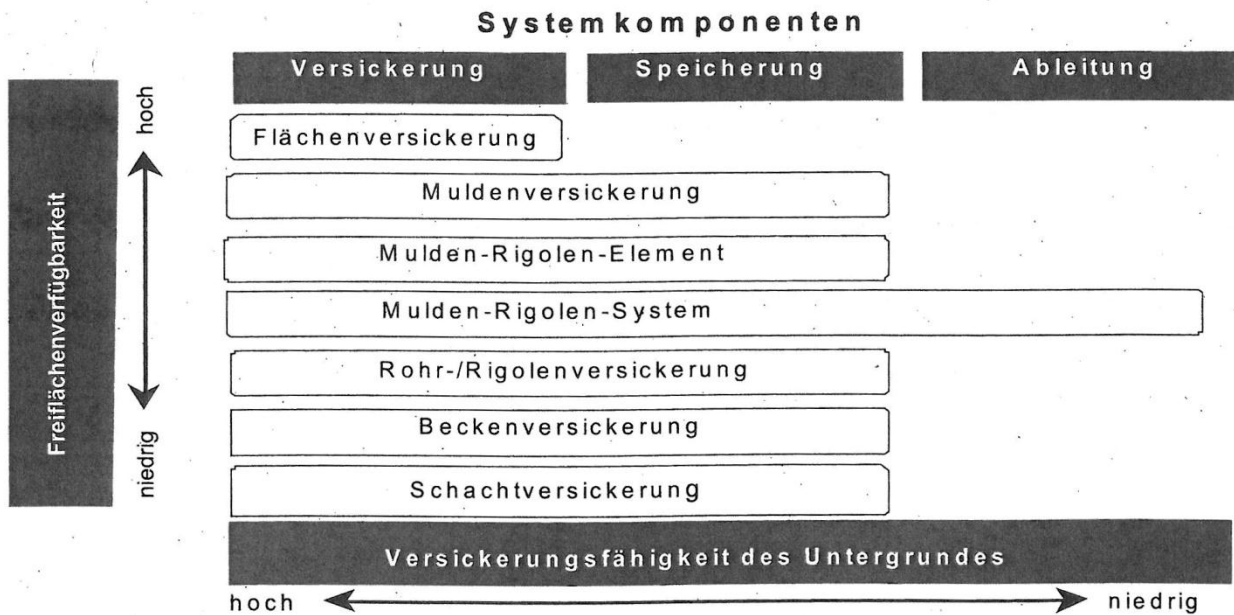 Systemkomponenten
Versickerung
Speicherung
Ableitung
Freiflächenverfügbarkeit
hoch
niedrig
Flächenversickerung
Muldenversickerung
Mulden-Rigolen-Element
Mulden-Rigolen-System
Rohr-/Rigolenversickerung
Beckenversickerung
Schachtversickerung
Versickerungsfähigkeit des Untergrundes
hoch
niedrig